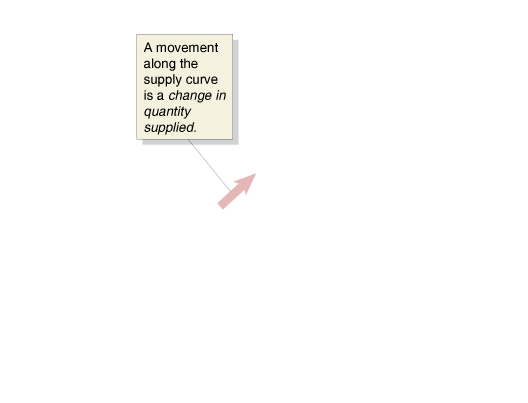 A movement
along the
supply curve
is a change in
quantity
supplied.